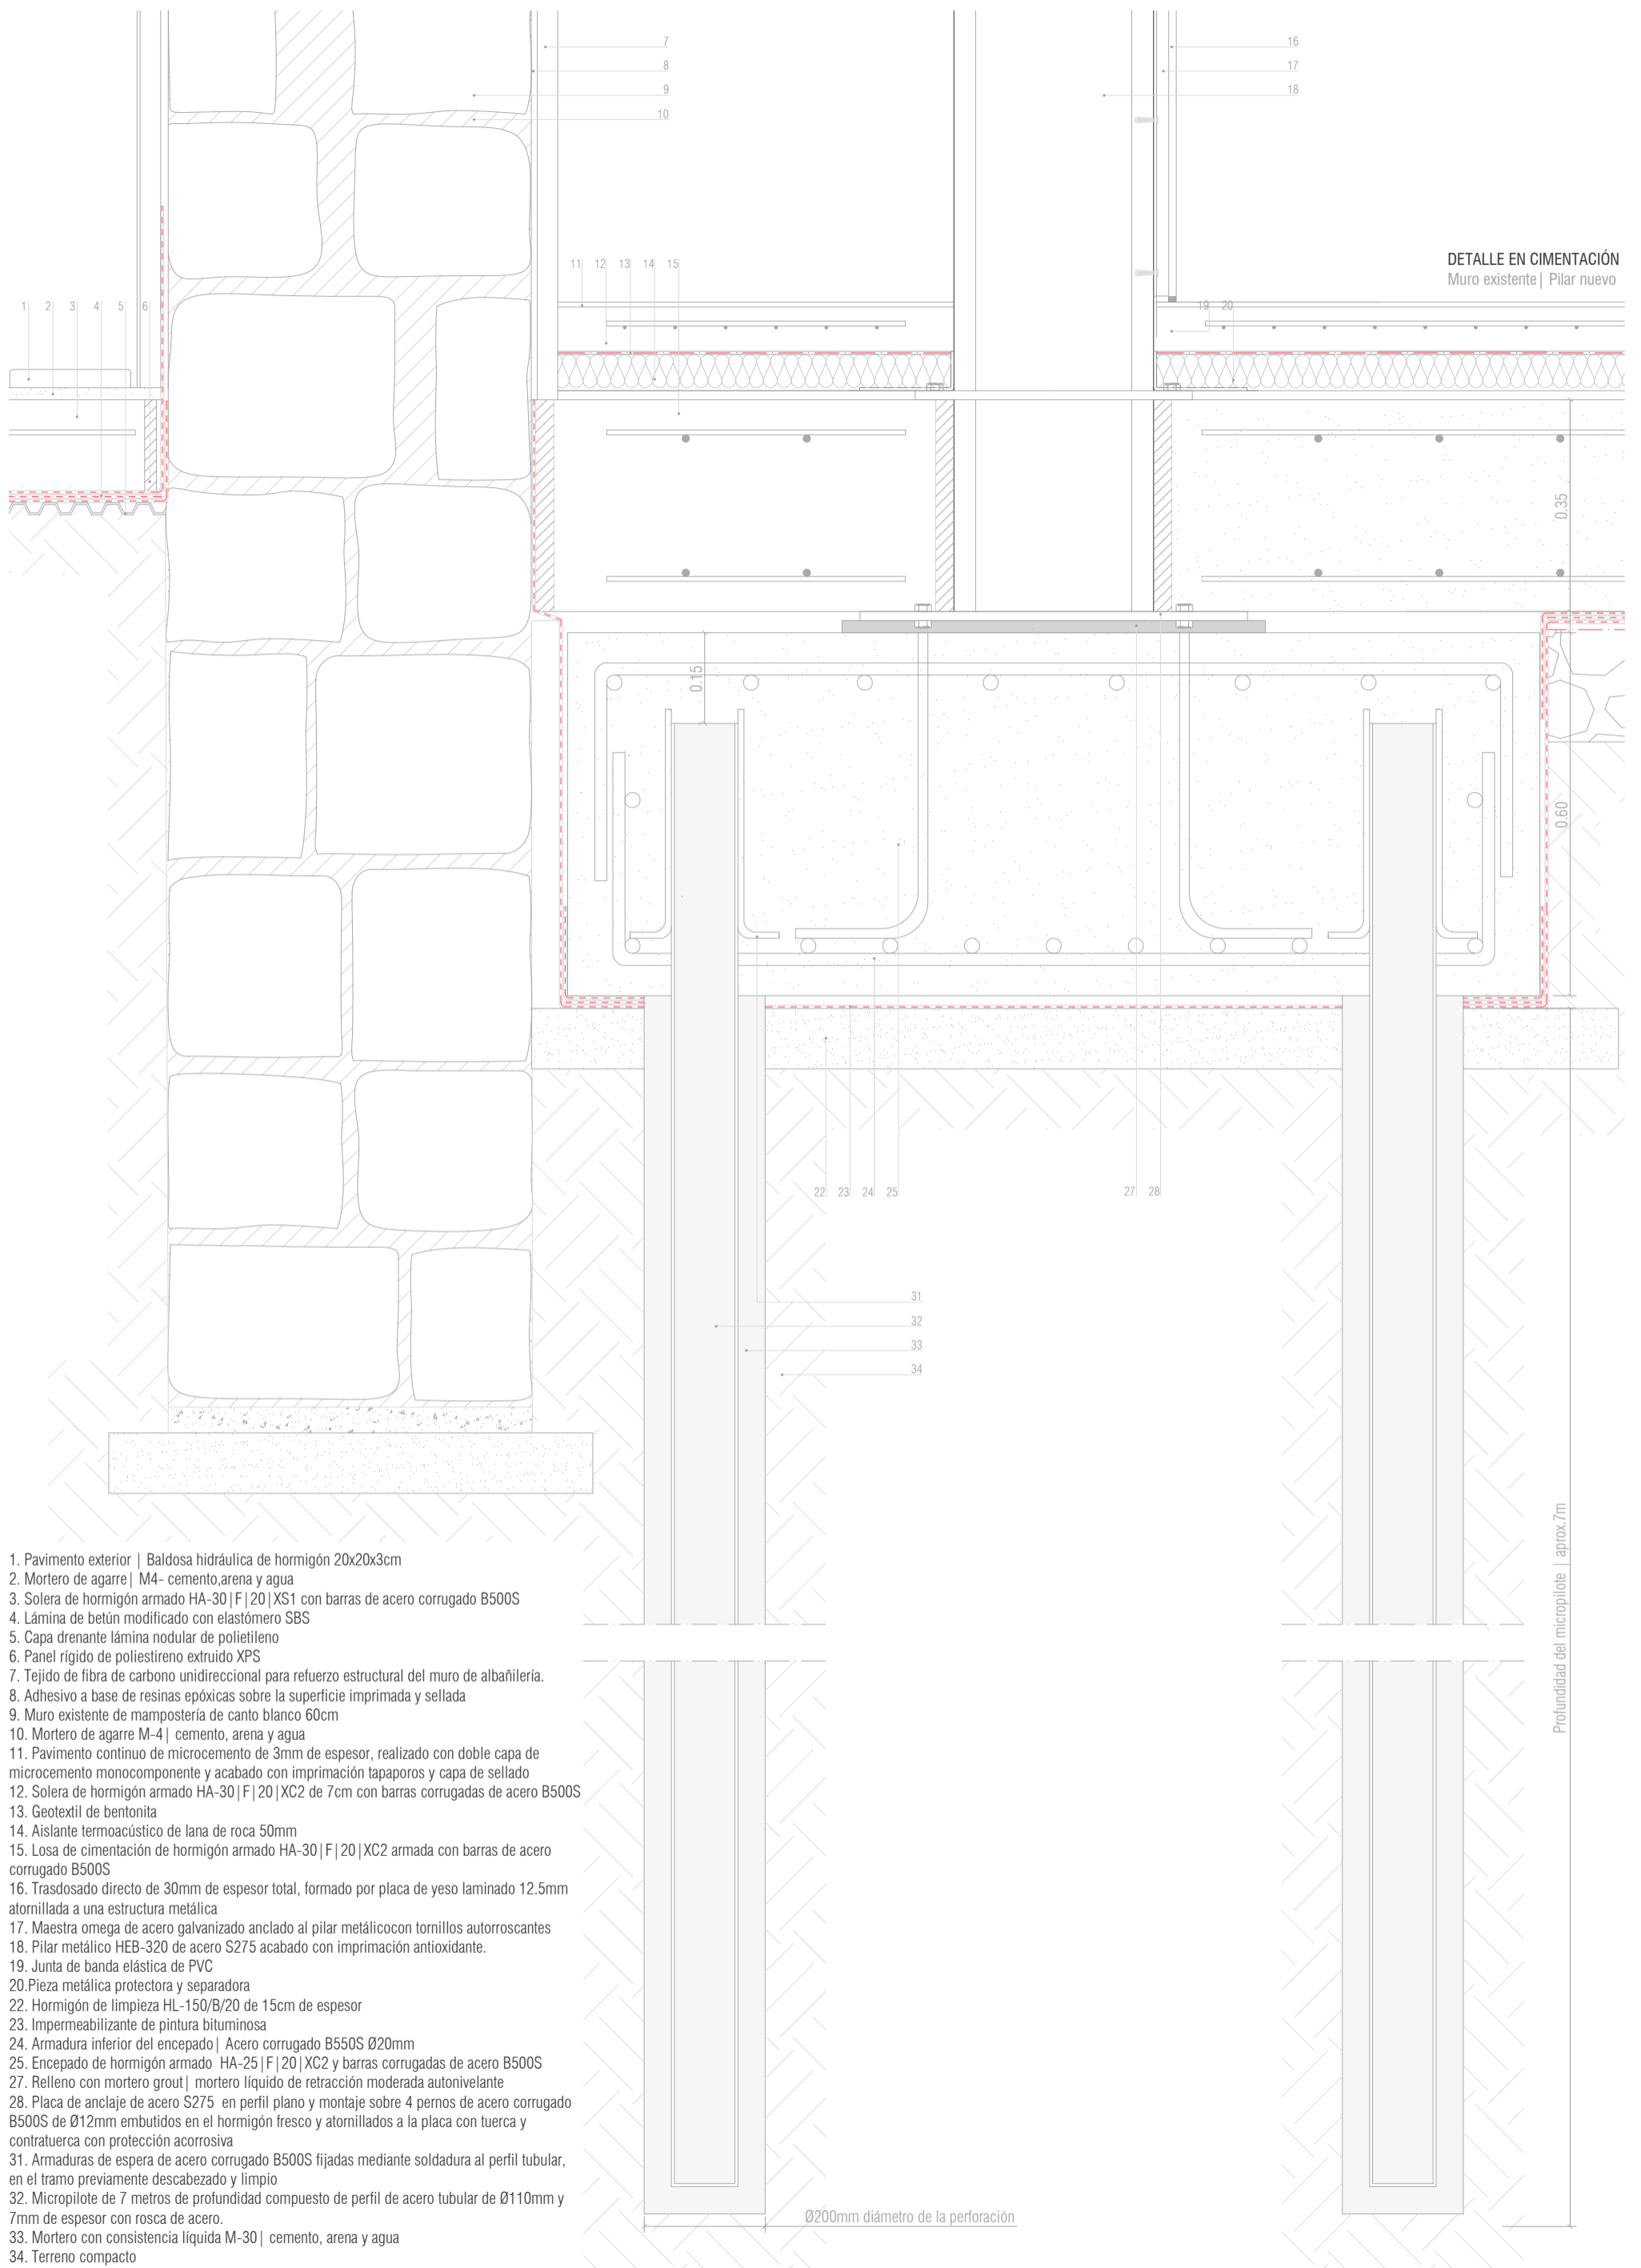 7
8
9
10
16
17
18
DETALLE EN CIMENTACIÓN
Muro existente| Pilar nuevo
11 12 13 14 15
1 2 3 4 5 6
19 20
0.35
0.15
0.60
22 23 24 25
27 28
31
32
33
34
Profundidad del micropilote | aprox.7m
Ø200mm diámetro de la perforación
1. Pavimento exterior | Baldosa hidráulica de hormigón 20x20x3cm
2. Mortero de agarre| M4- cemento,arena y agua
3. Solera de hormigón armado HA-30|F|20|XS1 con barras de acero corrugado B500S
4. Lámina de betún modificado con elastómero SBS
5. Capa drenante lámina nodular de polietileno
6. Panel rígido de poliestireno extruido XPS
7. Tejido de fibra de carbono unidireccional para refuerzo estructural del muro de albañilería.
8. Adhesivo a base de resinas epóxicas sobre la superficie imprimada y sellada
9. Muro existente de mampostería de canto blanco 60cm
10. Mortero de agarre M-4| cemento, arena y agua
11. Pavimento continuo de microcemento de 3mm de espesor, realizado con doble capa de
microcemento monocomponente y acabado con imprimación tapaporos y capa de sellado
12. Solera de hormigón armado HA-30|F|20|XC2 de 7cm con barras corrugadas de acero B500S
13. Geotextil de bentonita
14. Aislante termoacústico de lana de roca 50mm
15. Losa de cimentación de hormigón armado HA-30|F|20|XC2 armada con barras de acero
corrugado B500S
16. Trasdosado directo de 30mm de espesor total, formado por placa de yeso laminado 12.5mm
atornillada a una estructura metálica
17. Maestra omega de acero galvanizado anclado al pilar metálicocon tornillos autorroscantes
18. Pilar metálico HEB-320 de acero S275 acabado con imprimación antioxidante.
19. Junta de banda elástica de PVC
20.Pieza metálica protectora y separadora
22. Hormigón de limpieza HL-150/B/20 de 15cm de espesor
23. Impermeabilizante de pintura bituminosa
24. Armadura inferior del encepado| Acero corrugado B550S Ø20mm
25. Encepado de hormigón armado HA-25|F|20|XC2 y barras corrugadas de acero B500S
27. Relleno con mortero grout| mortero líquido de retracción moderada autonivelante
28. Placa de anclaje de acero S275 en perfil plano y montaje sobre 4 pernos de acero corrugado
B500S de Ø12mm embutidos en el hormigón fresco y atornillados a la placa con tuerca y
contratuerca con protección acorrosiva
31. Armaduras de espera de acero corrugado B500S fijadas mediante soldadura al perfil tubular,
en el tramo previamente descabezado y limpio
32. Micropilote de 7 metros de profundidad compuesto de perfil de acero tubular de Ø110mm y
7mm de espesor con rosca de acero.
33. Mortero con consistencia líquida M-30| cemento, arena y agua
34. Terreno compacto